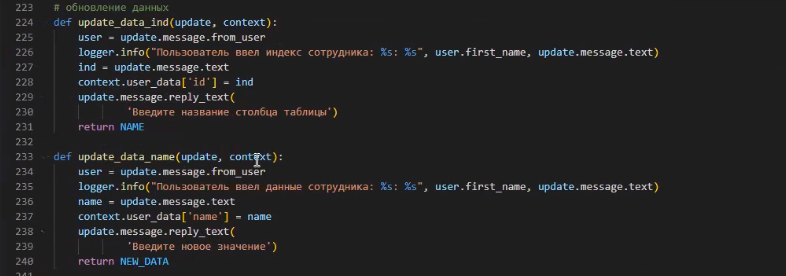 223 # обновление данных
224 def update_data_ind(update, context):
225 user = update.message.from_user
226 logger.info("Пользователь ввел индекс сотрудника: %s: %s", user.first_name, update.message.text)
227 ind = update.message.text
228 context.user_data['id'] = ind
229 update.message.reply_text(
230 'Введите название столбца таблицы')
231 return NAME
232
233 def update_data_name(update, context):
234 user = update.message.from_user
235 logger.info("Пользователь ввел данные сотрудника: %s: %s", user.first_name, update.message.text)
236 name = update.message.text
237 context.user_data['name'] = name
238 update.message.reply_text(
239 'Введите новое значение')
240 return NEW_DATA